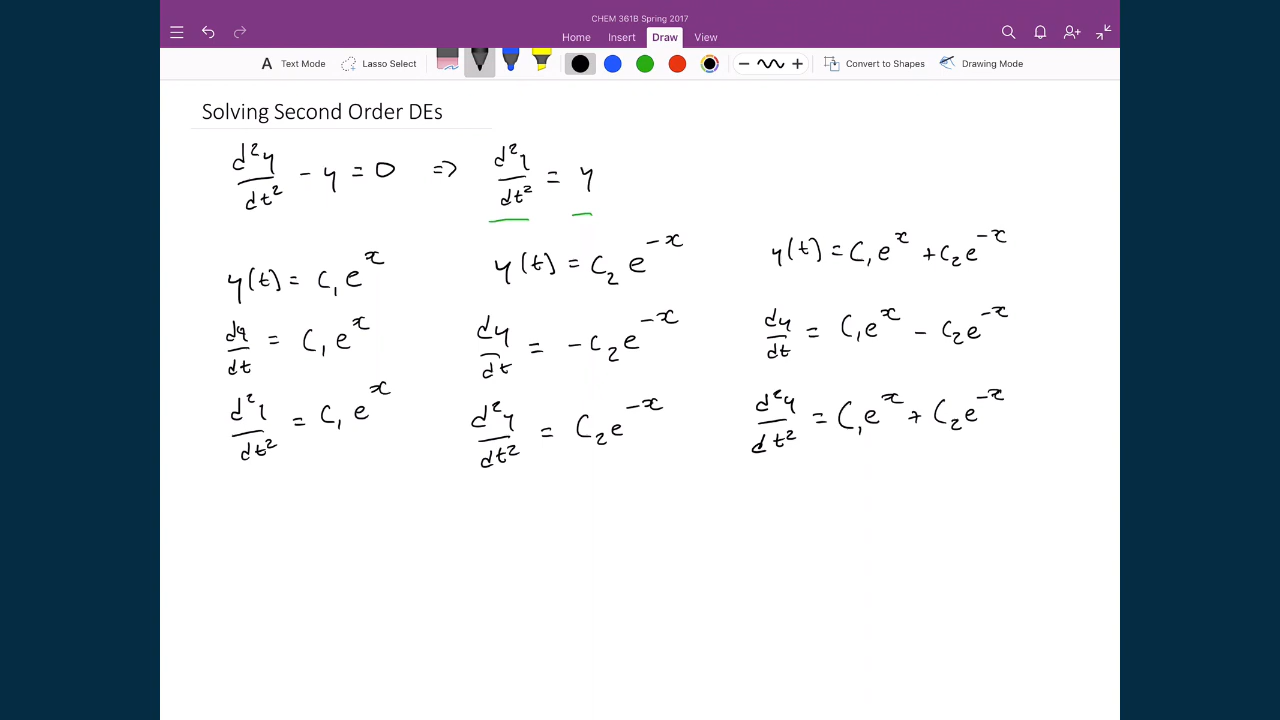 CHEM 361B Spring 2017
Home Insert Draw View
A Text Mode Lasso Select Convert to Shapes Drawing Mode
Solving Second Order DEs
d²y/dt² - y = 0 => d²y/dt² = y
y(t) = C₁e^x
dy/dt = C₁e^x
d²y/dt² = C₁e^x
y(t) = C₂e^-x
dy/dt = -C₂e^-x
d²y/dt² = C₂e^-x
y(t) = C₁e^x + C₂e^-x
dy/dt = C₁e^x - C₂e^-x
d²y/dt² = C₁e^x + C₂e^-x